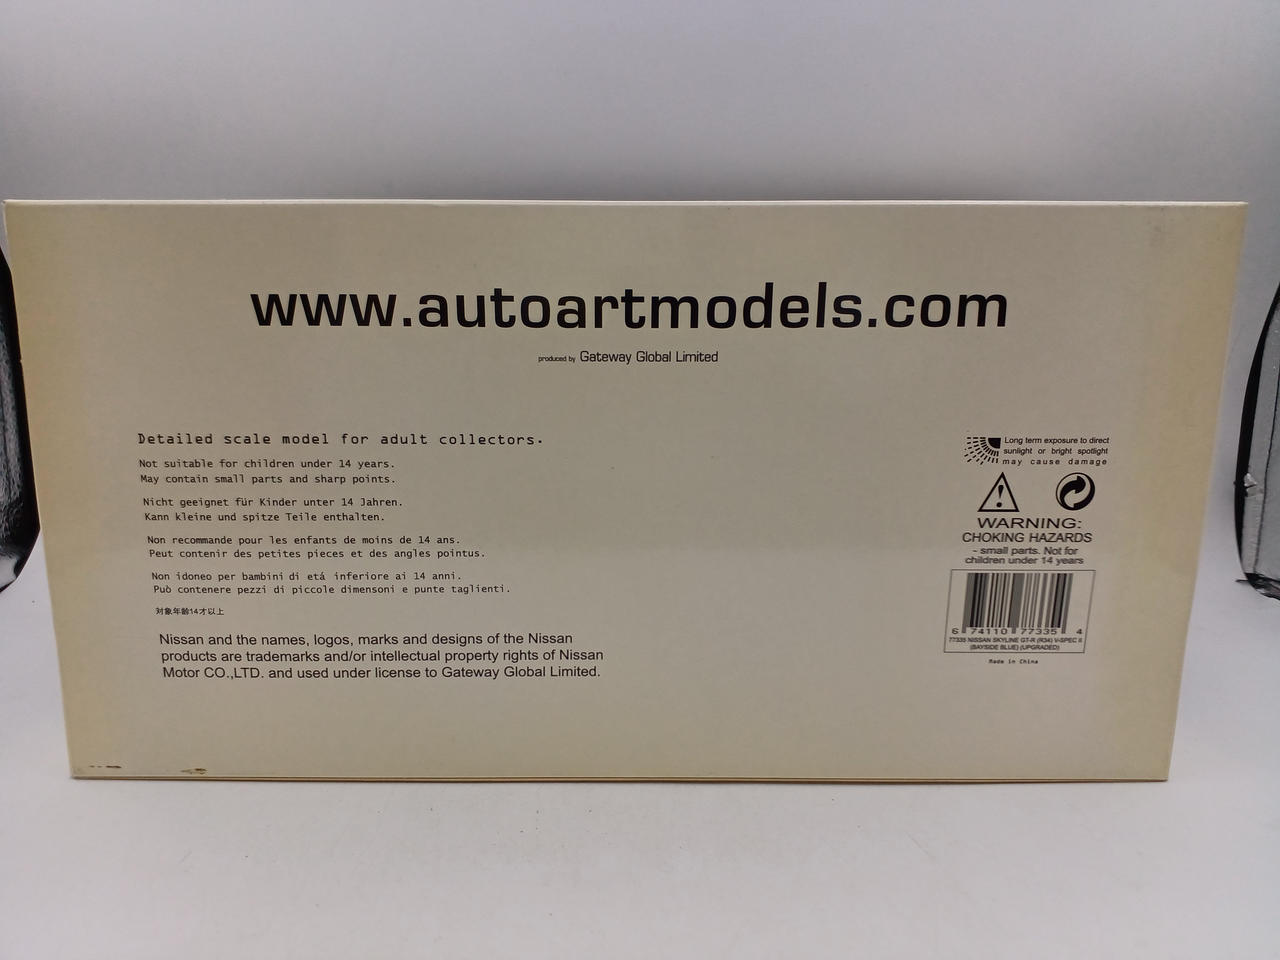 www.autoartmodels.com
produced by Gateway Global Limited
Detailed scale model for adult collectors.
Not suitable for children under 14 years.
May contain small parts and sharp points.
Nicht geeignet für Kinder unter 14 Jahren.
Kann kleine und spitze Teile enthalten.
Non recommande pour les enfants de moins de 14 ans.
Peut contenir des petites pieces et des angles pointus.
Non idoneo per bambini di etá inferiore ai 14 anni.
Può contenere pezzi di piccole dimensoni e punte taglienti.
対象年齢14才以上
Nissan and the names, logos, marks and designs of the Nissan
products are trademarks and/or intellectual property rights of Nissan
Motor CO.,LTD. and used under license to Gateway Global Limited.
Long term exposure to direct
sunlight or bright spotlight
may cause damage
WARNING:
CHOKING HAZARDS
- small parts. Not for
children under 14 years
6 74110 77335 4
77335 NISSAN SKYLINE GT-R (R34) V-SPEC II
(BAYSIDE BLUE) (UPGRADED)
Made in China